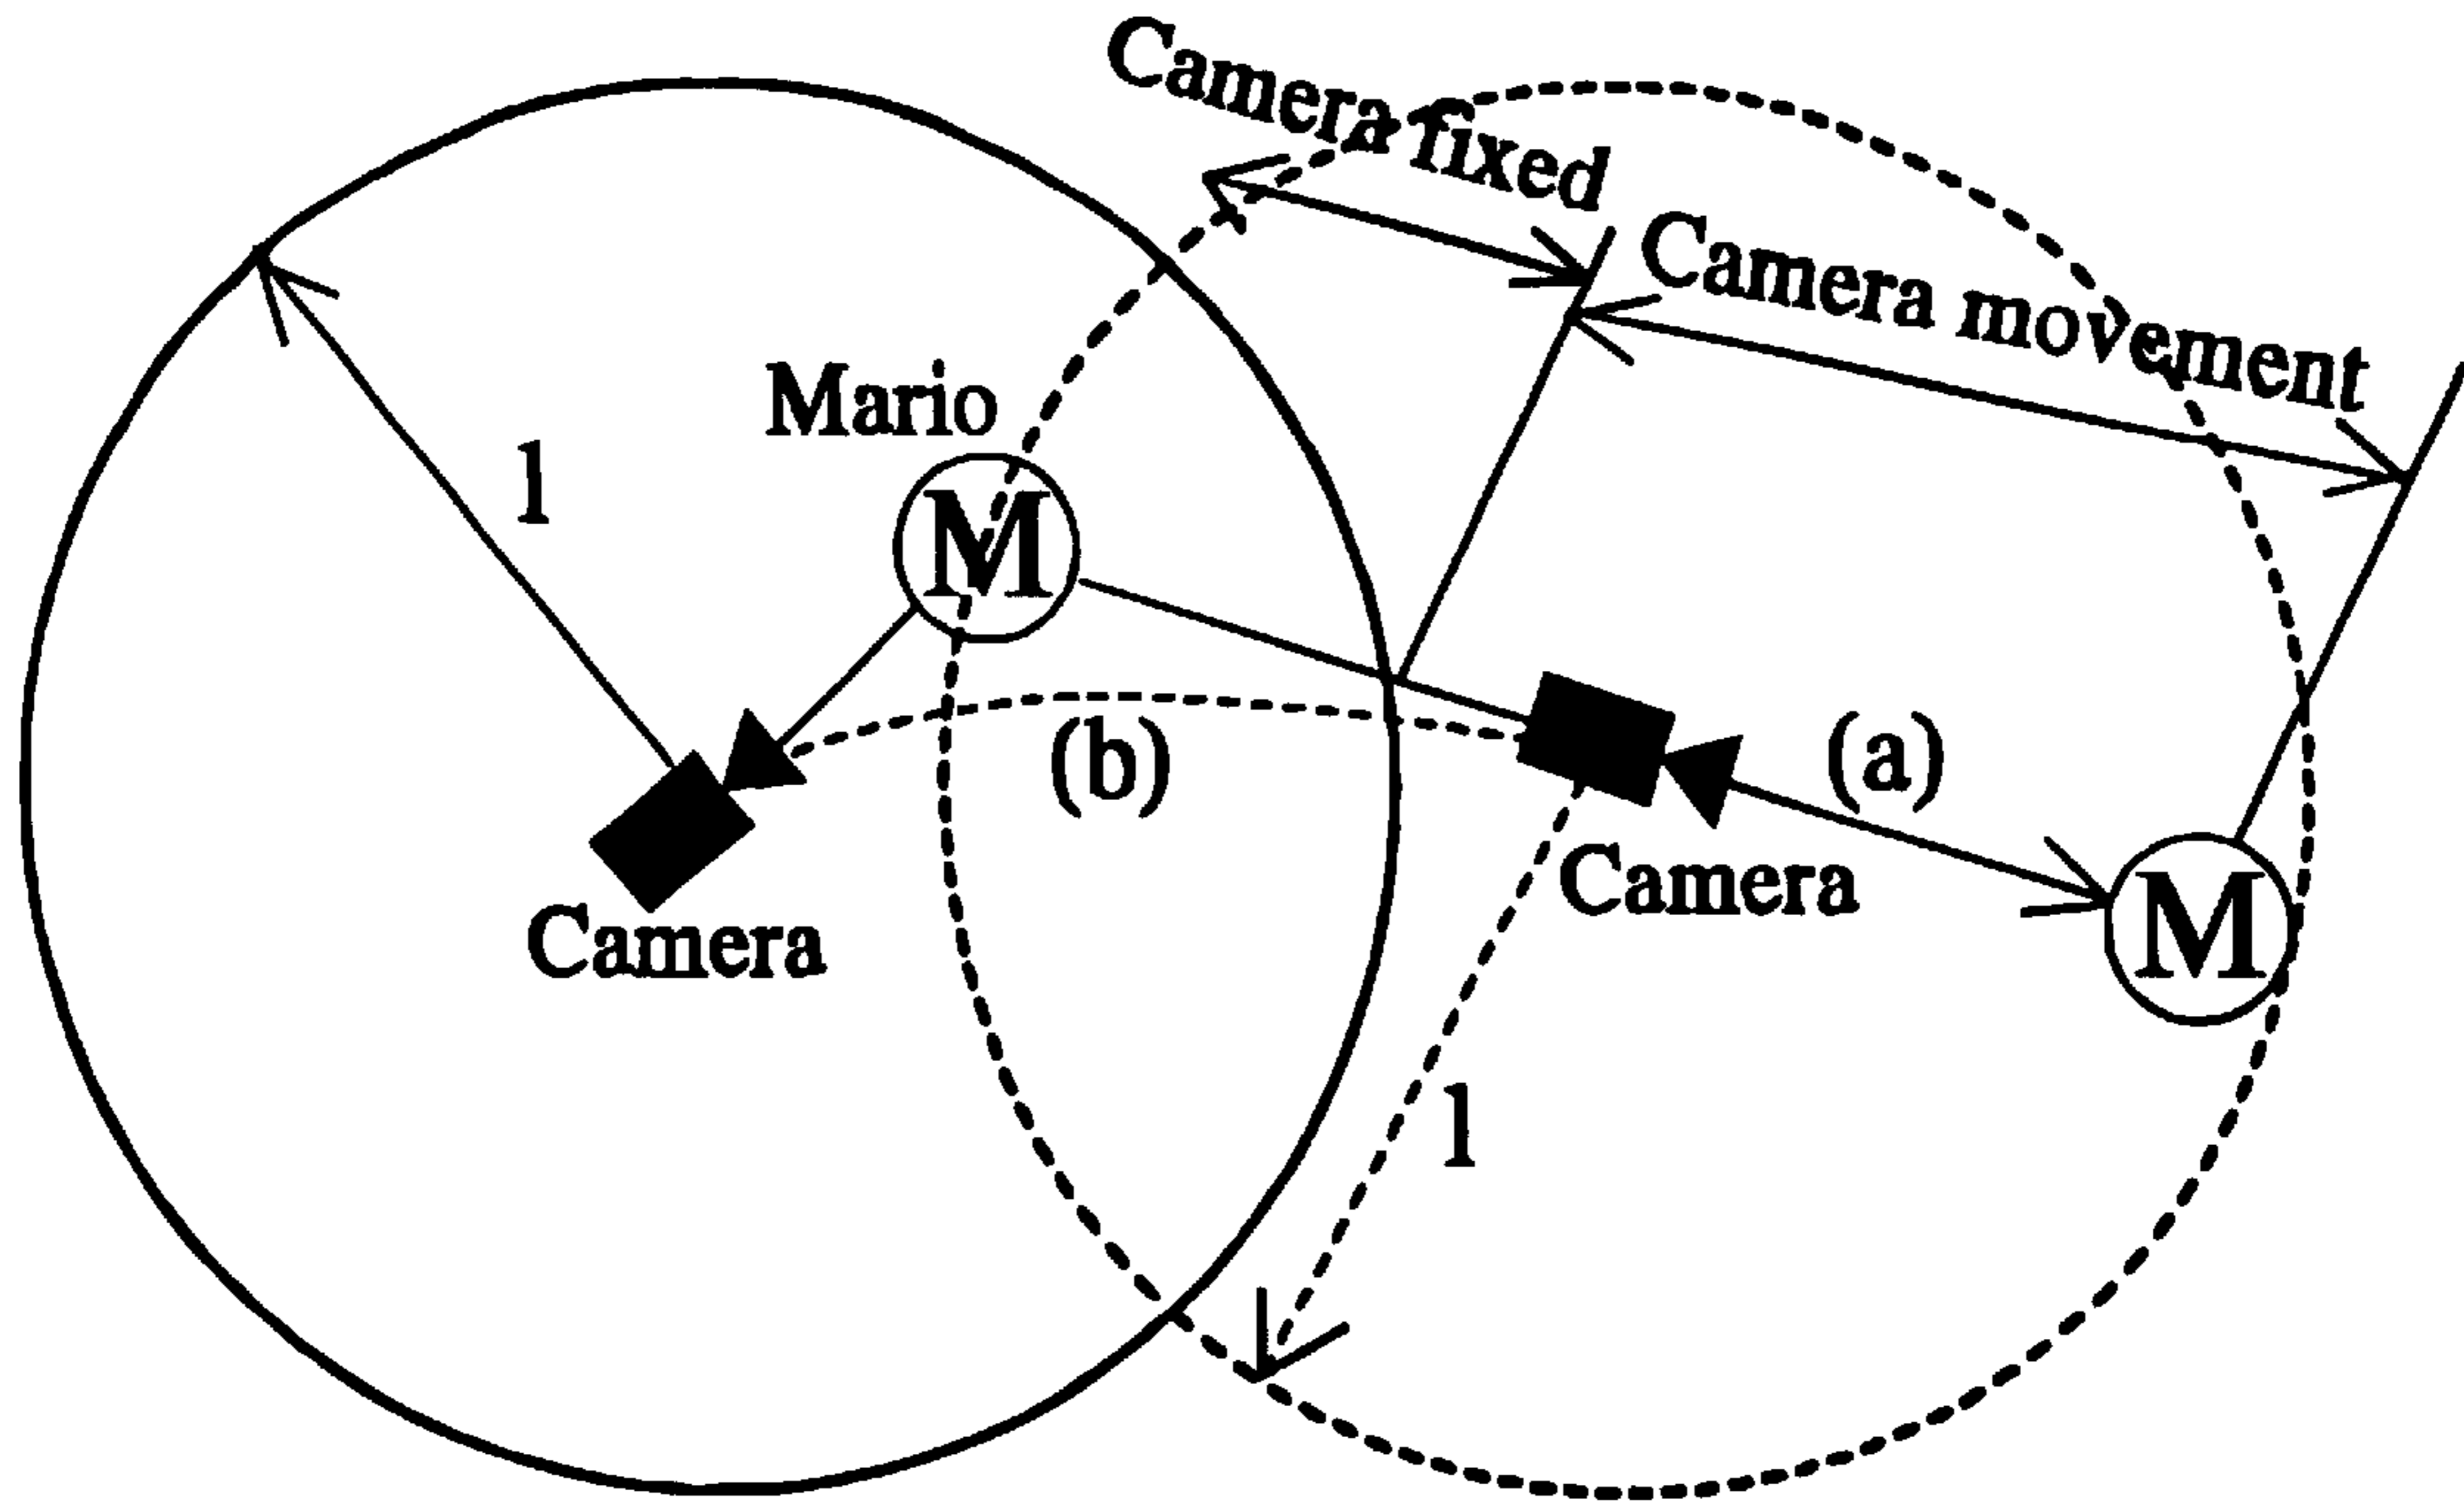 Camera fixed
Camera movement
Mario
l
M
(b)
(a)
Camera
Camera
M
l